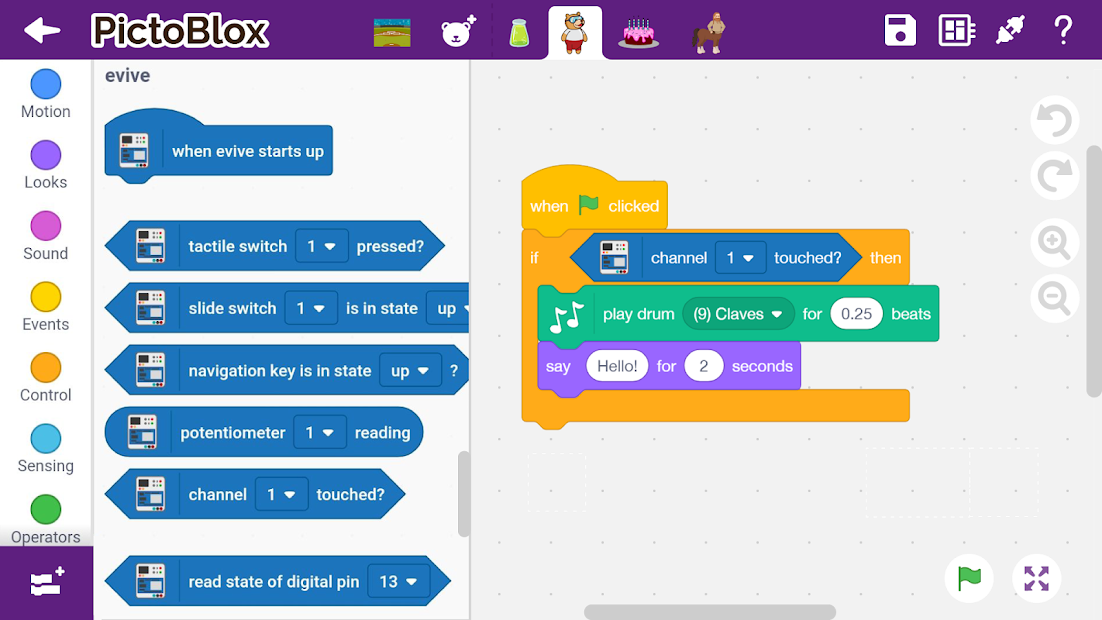 PictoBlox
?
Motion
Looks
Sound
Events
Control
Sensing
Operators
evive
when evive starts up
tactile switch 1 pressed?
slide switch 1 is in state up
navigation key is in state up ?
potentiometer 1 reading
channel 1 touched?
read state of digital pin 13
when clicked
if channel 1 touched? then
play drum (9) Claves for 0.25 beats
say Hello! for 2 seconds